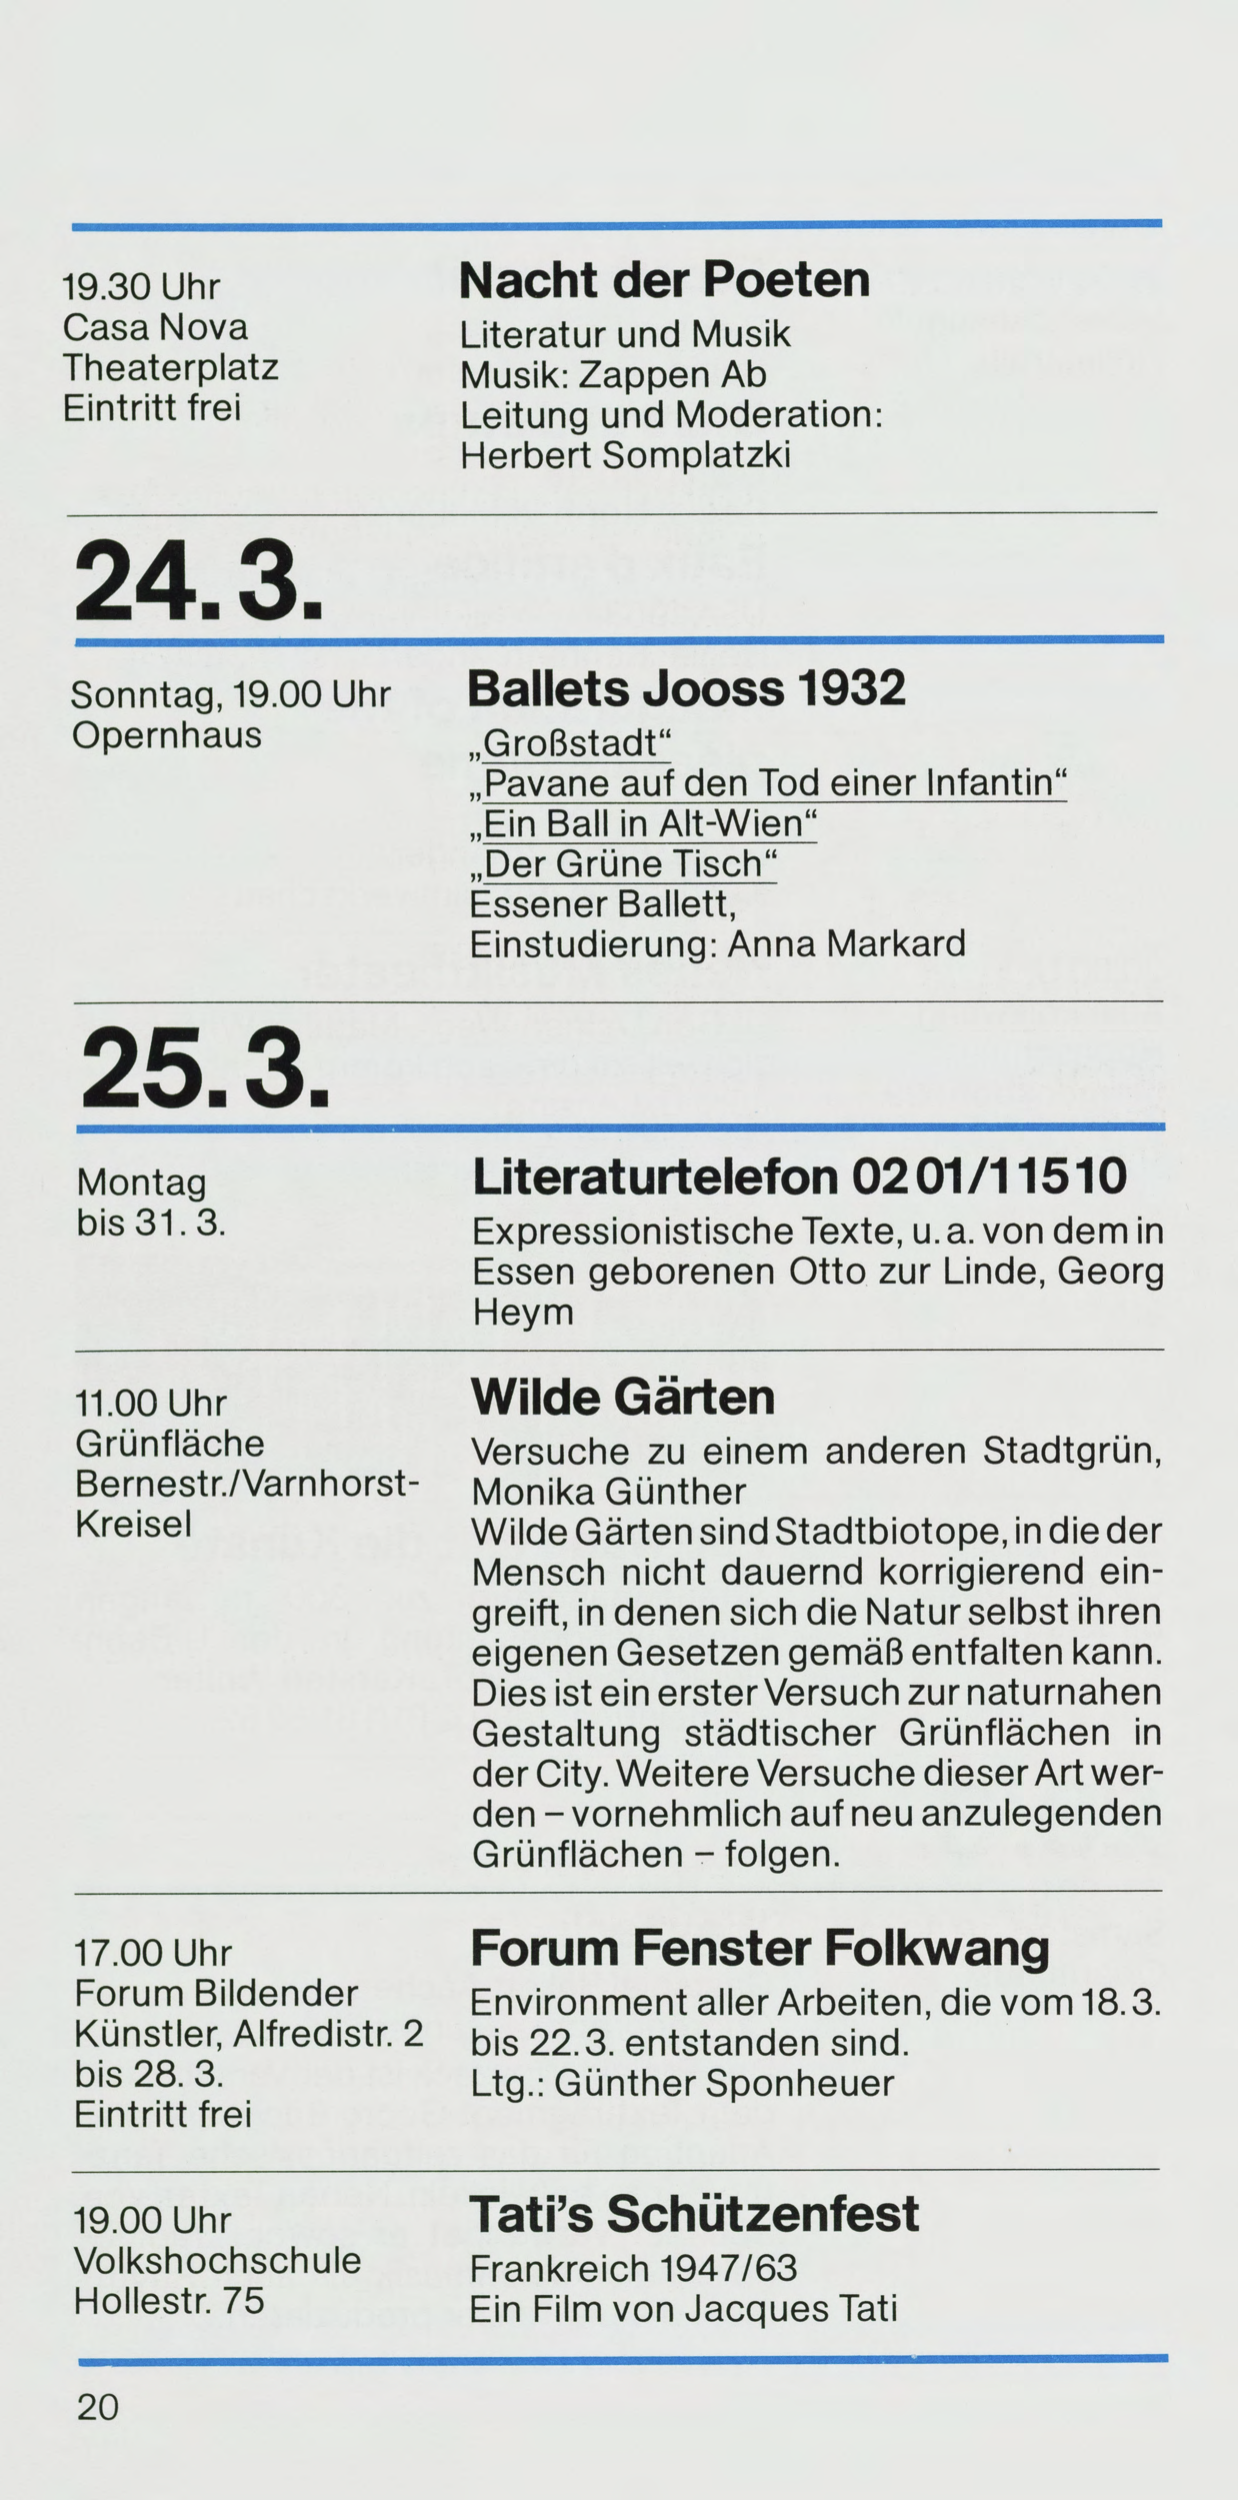 19.30 Uhr
Casa Nova
Theaterplatz
Eintritt frei
Nacht der Poeten
Literatur und Musik
Musik: Zappen Ab
Leitung und Moderation:
Herbert Somplatzki
24. 3.
Sonntag, 19.00 Uhr
Opernhaus
Ballets Jooss 1932
„Großstadt“
„Pavane auf den Tod einer Infantin“
„Ein Ball in Alt-Wien“
„Der Grüne Tisch“
Essener Ballett,
Einstudierung: Anna Markard
25. 3.
Montag
bis 31. 3.
Literaturtelefon 02 01/1 15 10
Expressionistische Texte, u. a. von dem in
Essen geborenen Otto zur Linde, Georg
Heym
11.00 Uhr
Grünfläche
Bernestr./Varnhorst-
Kreisel
Wilde Gärten
Versuche zu einem anderen Stadtgrün,
Monika Günther
Wilde Gärten sind Stadtbiotope, in die der
Mensch nicht dauernd korrigierend ein-
greift, in denen sich die Natur selbst ihren
eigenen Gesetzen gemäß entfalten kann.
Dies ist ein erster Versuch zur naturnahen
Gestaltung städtischer Grünflächen in
der City. Weitere Versuche dieser Art wer-
den – vornehmlich auf neu anzulegenden
Grünflächen – folgen.
17.00 Uhr
Forum Bildender
Künstler, Alfredistr. 2
bis 28. 3.
Eintritt frei
Forum Fenster Folkwang
Environment aller Arbeiten, die vom 18. 3.
bis 22. 3. entstanden sind.
Ltg.: Günther Sponheuer
19.00 Uhr
Volkshochschule
Hollestr. 75
Tati’s Schützenfest
Frankreich 1947/63
Ein Film von Jacques Tati
20